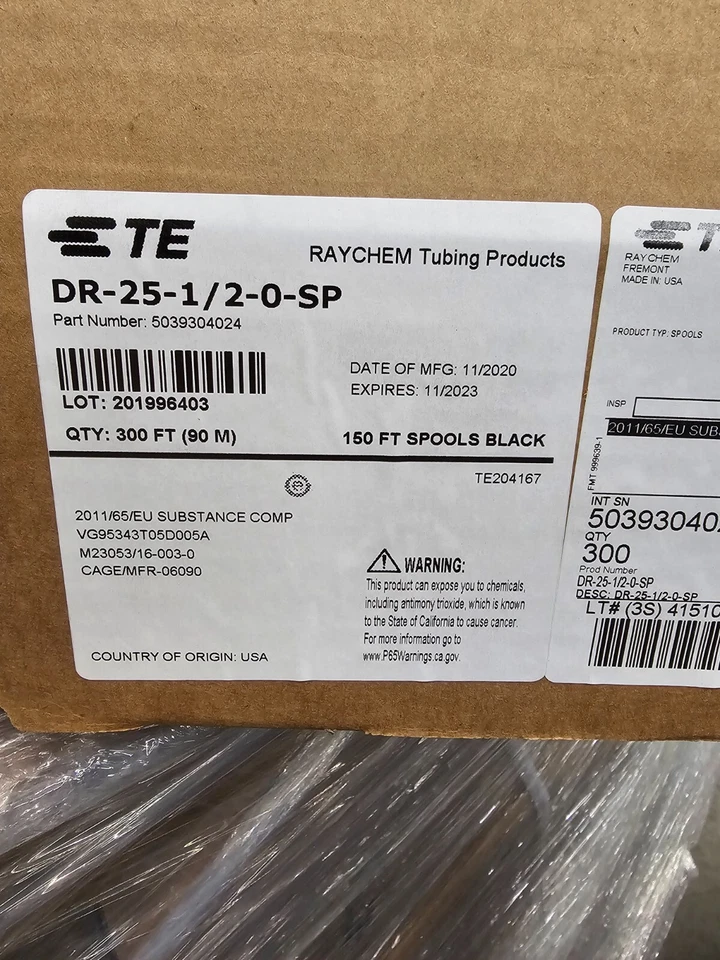 TE
RAYCHEM Tubing Products
DR-25-1/2-0-SP
Part Number: 5039304024
DATE OF MFG: 11/2020
EXPIRES: 11/2023
LOT: 201996403
QTY: 300 FT (90 M)
150 FT SPOOLS BLACK
TE204167
2011/65/EU SUBSTANCE COMP
VG95343T05D005A
M23053/16-003-0
CAGE/MFR-06090
WARNING:
This product can expose you to chemicals,
including antimony trioxide, which is known
to the State of California to cause cancer.
For more information go to
www.P65Warnings.ca.gov.
COUNTRY OF ORIGIN: USA
RAYCHEM
FREMONT
MADE IN: USA
PRODUCT TYP: SPOOLS
INSP
2011/65/EU SUB
FMT 999639-1
INT SN
50393040
QTY
300
Prod Number
DR-25-1/2-0-SP
DESC: DR-25-1/2-0-SP
LT# (3S) 41510